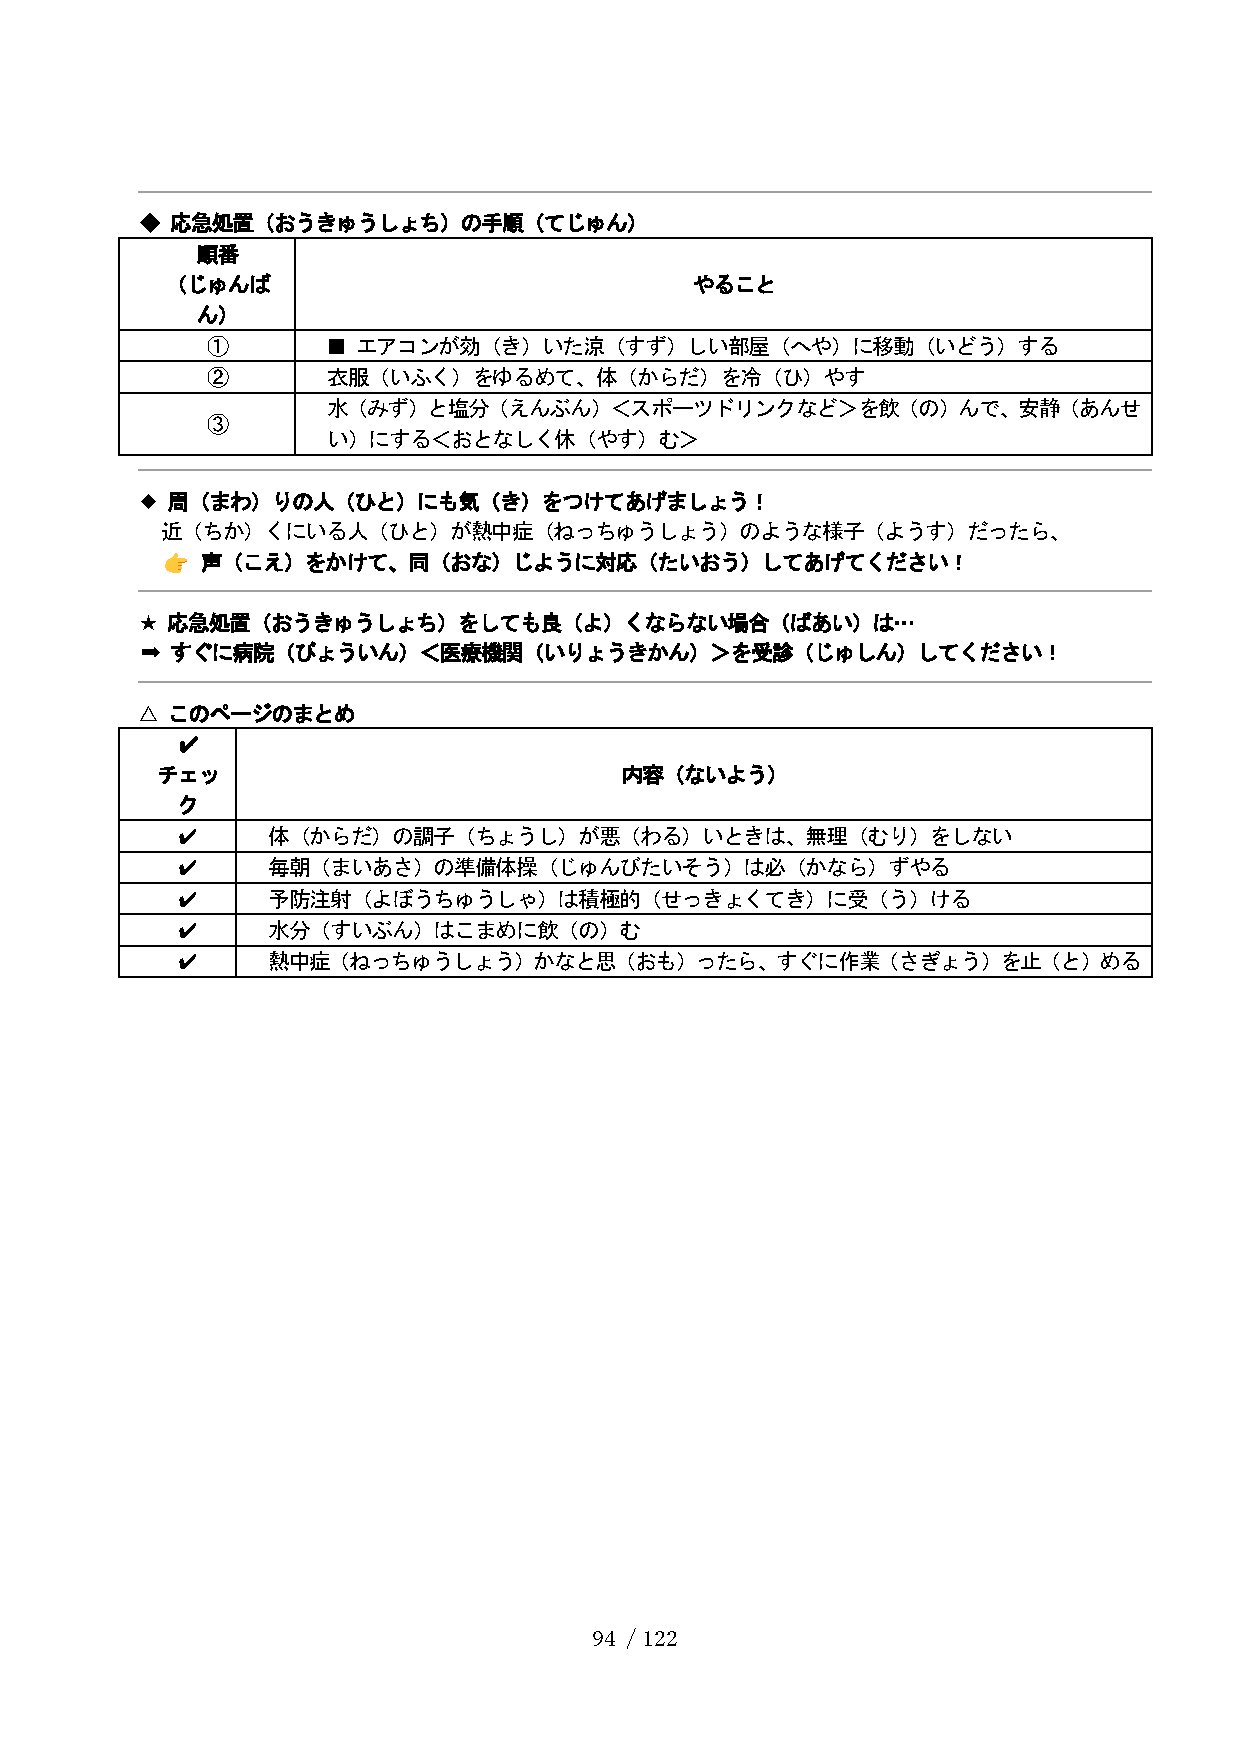 ◆ 応急処置（おうきゅうしょち）の手順（てじゅん）
順番
（じゅんば
ん）
やること
① ■ エアコンが効（き）いた涼（すず）しい部屋（へや）に移動（いどう）する
② 衣服（いふく）をゆるめて、体（からだ）を冷（ひ）やす
③ 水（みず）と塩分（えんぶん）＜スポーツドリンクなど＞を飲（の）んで、安静（あんせ
い）にする＜おとなしく休（やす）む＞
◆ 周（まわ）りの人（ひと）にも気（き）をつけてあげましょう！
近（ちか）くにいる人（ひと）が熱中症（ねっちゅうしょう）のような様子（ようす）だったら、
👉 声（こえ）をかけて、同（おな）じように対応（たいおう）してあげてください！
★ 応急処置（おうきゅうしょち）をしても良（よ）くならない場合（ばあい）は…
➡ すぐに病院（びょういん）＜医療機関（いりょうきかん）＞を受診（じゅしん）してください！
△ このページのまとめ
✔
チェッ
ク
内容（ないよう）
✔ 体（からだ）の調子（ちょうし）が悪（わる）いときは、無理（むり）をしない
✔ 毎朝（まいあさ）の準備体操（じゅんびたいそう）は必（かなら）ずやる
✔ 予防注射（よぼうちゅうしゃ）は積極的（せっきょくてき）に受（う）ける
✔ 水分（すいぶん）はこまめに飲（の）む
✔ 熱中症（ねっちゅうしょう）かなと思（おも）ったら、すぐに作業（さぎょう）を止（と）める
94 / 122